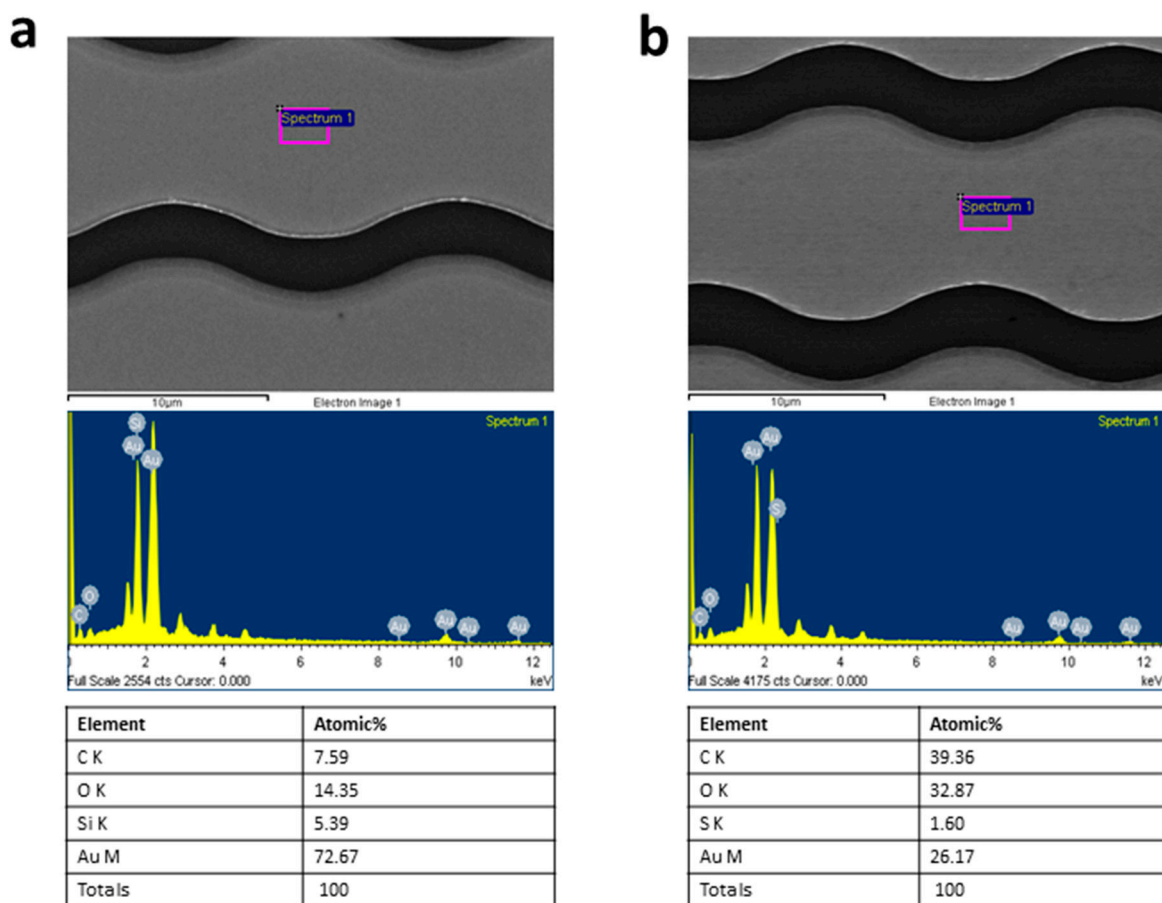 a
b
Spectrum 1
Spectrum 1
10µm
Electron Image 1
10µm
Electron Image 1
Spectrum 1
Si
Au
Au
O
C
Au
Au
Au
Au
2
4
6
8
10
12
Full Scale 2554 cts Cursor: 0.000
keV
Spectrum 1
Au
Au
S
O
C
Au
Au
Au
Au
0
2
4
6
8
10
12
Full Scale 4175 cts Cursor: 0.000
keV
Element Atomic%
C K 7.59
O K 14.35
Si K 5.39
Au M 72.67
Totals 100
Element Atomic%
C K 39.36
O K 32.87
S K 1.60
Au M 26.17
Totals 100